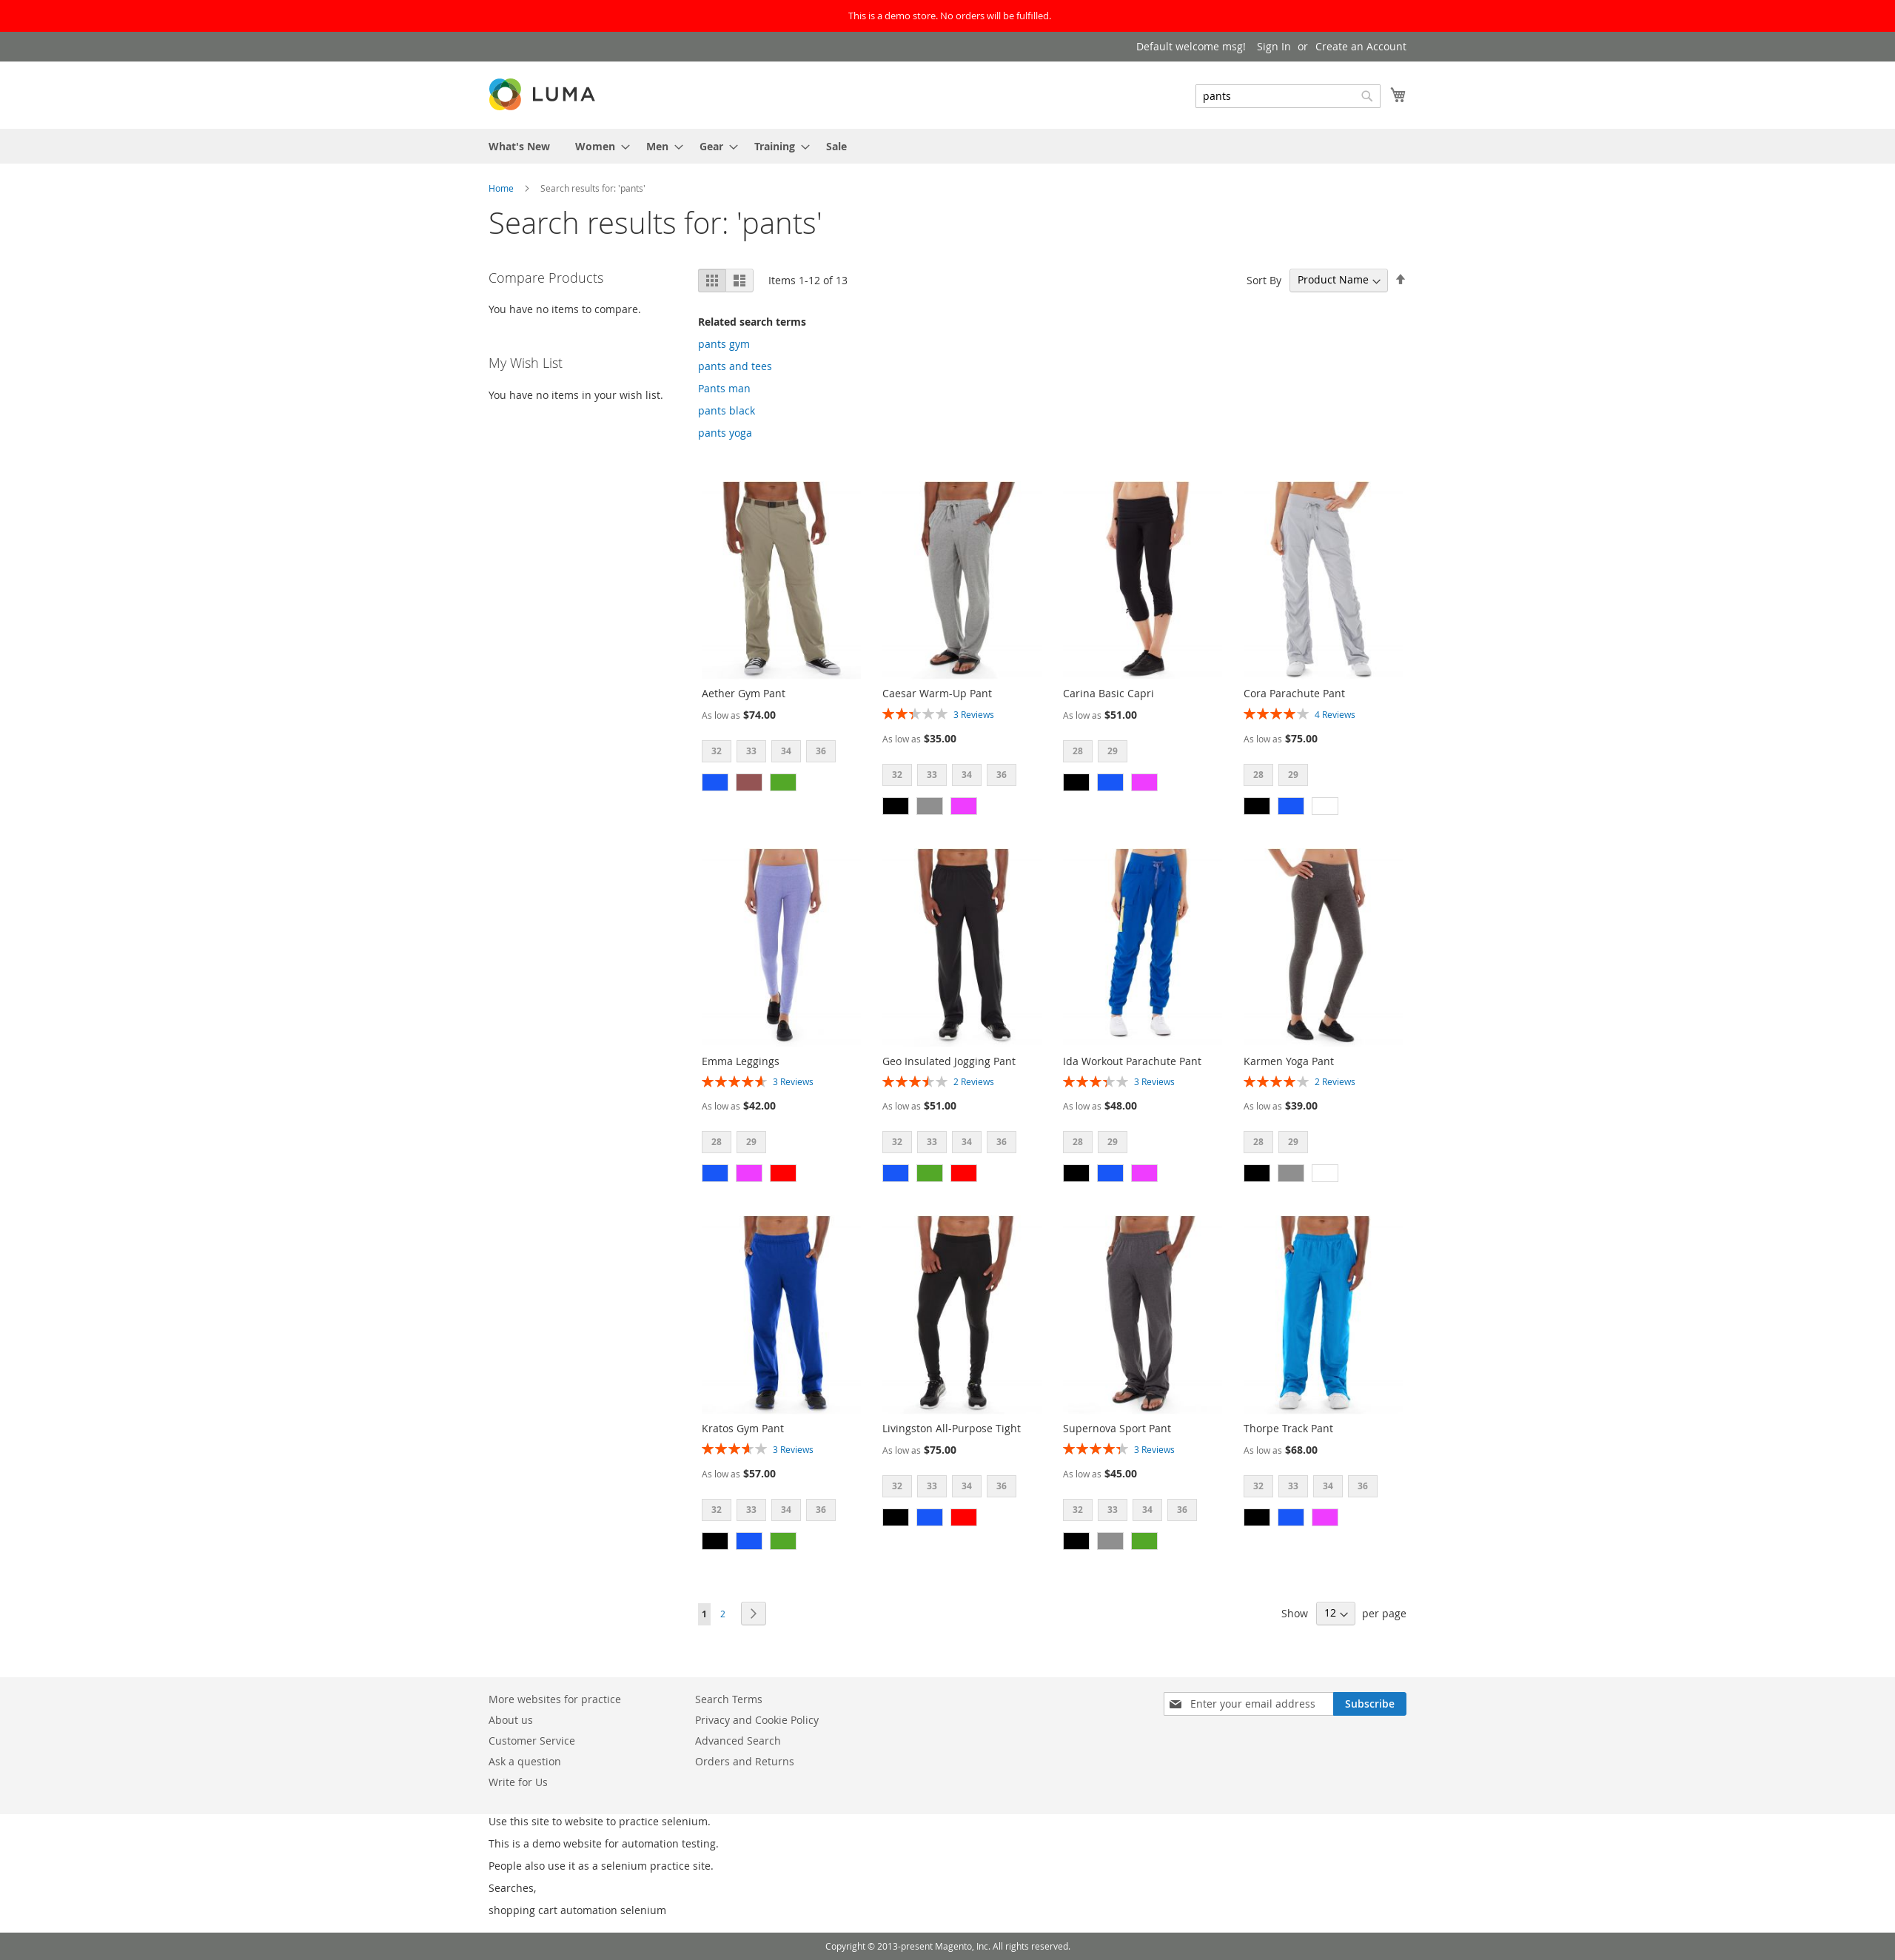 This is a demo store. No orders will be fulfilled.
Default welcome msg! Sign In or Create an Account
LUMA
pants
What's New Women Men Gear Training Sale
Home Search results for: 'pants'
Search results for: 'pants'
Compare Products
You have no items to compare.
My Wish List
You have no items in your wish list.
Items 1-12 of 13
Sort By Product Name
Related search terms
pants gym
pants and tees
Pants man
pants black
pants yoga
Aether Gym Pant
As low as $74.00
32 33 34 36
Caesar Warm-Up Pant
3 Reviews
As low as $35.00
32 33 34 36
Carina Basic Capri
As low as $51.00
28 29
Cora Parachute Pant
4 Reviews
As low as $75.00
28 29
Emma Leggings
3 Reviews
As low as $42.00
28 29
Geo Insulated Jogging Pant
2 Reviews
As low as $51.00
32 33 34 36
Ida Workout Parachute Pant
3 Reviews
As low as $48.00
28 29
Karmen Yoga Pant
2 Reviews
As low as $39.00
28 29
Kratos Gym Pant
3 Reviews
As low as $57.00
32 33 34 36
Livingston All-Purpose Tight
As low as $75.00
32 33 34 36
Supernova Sport Pant
3 Reviews
As low as $45.00
32 33 34 36
Thorpe Track Pant
As low as $68.00
32 33 34 36
1 2
Show 12 per page
More websites for practice
About us
Customer Service
Ask a question
Write for Us
Search Terms
Privacy and Cookie Policy
Advanced Search
Orders and Returns
Enter your email address Subscribe
Use this site to website to practice selenium.
This is a demo website for automation testing.
People also use it as a selenium practice site.
Searches,
shopping cart automation selenium
Copyright © 2013-present Magento, Inc. All rights reserved.